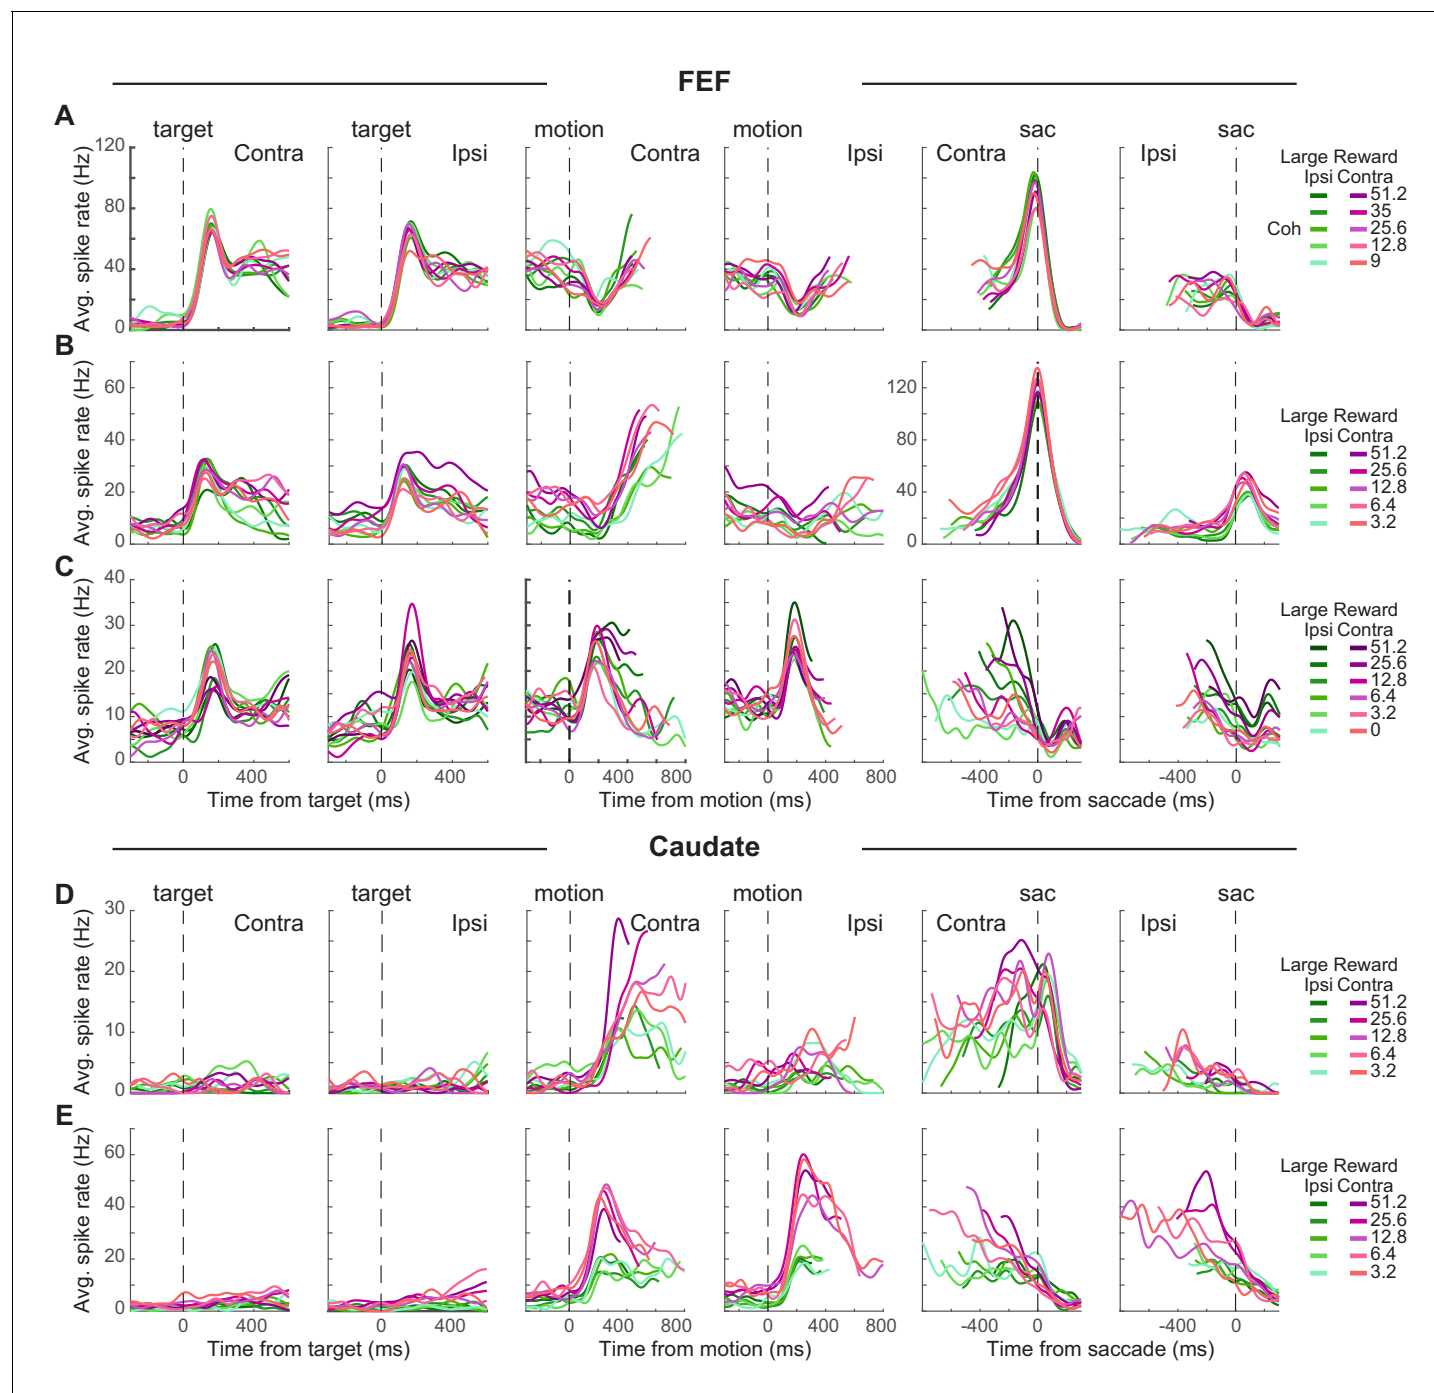 FEF
A
target target motion motion sac sac
Contra Ipsi Contra Ipsi Contra Ipsi
Avg. spike rate (Hz)
120
80
40
0
Large Reward
Ipsi Contra
Coh
51.2
35
25.6
12.8
9
B
Avg. spike rate (Hz)
60
40
20
0
120
80
40
0
Large Reward
Ipsi Contra
51.2
25.6
12.8
6.4
3.2
C
Avg. spike rate (Hz)
40
30
20
10
0
Large Reward
Ipsi Contra
51.2
25.6
12.8
6.4
3.2
0
0 400 0 400 0 400 800 0 400 800 -400 0 -400 0
Time from target (ms) Time from motion (ms) Time from saccade (ms)
Caudate
D
target target motion motion sac sac
Contra Ipsi Contra Ipsi Contra Ipsi
Avg. spike rate (Hz)
30
20
10
0
Large Reward
Ipsi Contra
51.2
25.6
12.8
6.4
3.2
E
Avg. spike rate (Hz)
60
40
20
0
Large Reward
Ipsi Contra
51.2
25.6
12.8
6.4
3.2
0 400 0 400 0 400 800 0 400 800 -400 0 -400 0
Time from target (ms) Time from motion (ms) Time from saccade (ms)